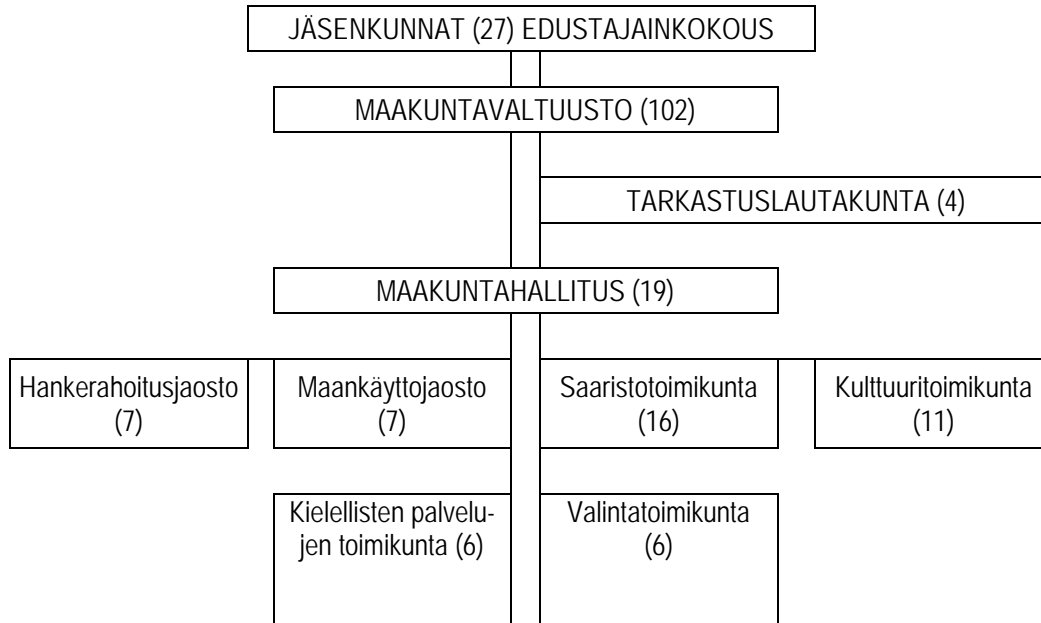 JÄSENKUNNAT (27) EDUSTAJAINKOKOUS
MAAKUNTAVALTUUSTO (102)
TARKASTUSLAUTAKUNTA (4)
MAAKUNTAHALLITUS (19)
Hankerahoitusjaosto
(7)
Maankäyttojaosto
(7)
Saaristotoimikunta
(16)
Kulttuuritoimikunta
(11)
Kielellisten palvelu-
jen toimikunta (6)
Valintatoimikunta
(6)